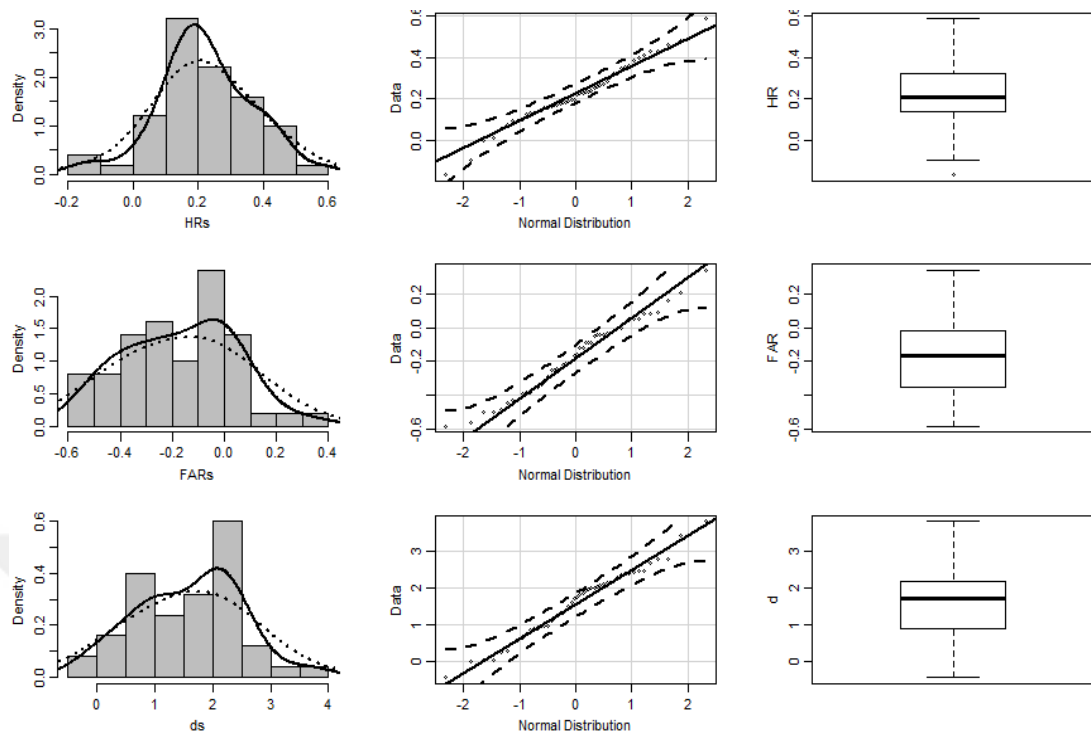 Density
0.0 1.0 2.0 3.0
-0.2 0.0 0.2 0.4 0.6
HRs
Data
0.0 0.2 0.4 0.6
-2 -1 0 1 2
Normal Distribution
HR
0.0 0.2 0.4 0.6
Density
0.0 0.5 1.0 1.5 2.0
-0.6 -0.4 -0.2 0.0 0.2 0.4
FARs
Data
-0.6 -0.2 0.0 0.2
-2 -1 0 1 2
Normal Distribution
FAR
-0.6 -0.2 0.0 0.2
Density
0.0 0.2 0.4 0.6
0 1 2 3 4
ds
Data
0 1 2 3
-2 -1 0 1 2
Normal Distribution
d
0 1 2 3